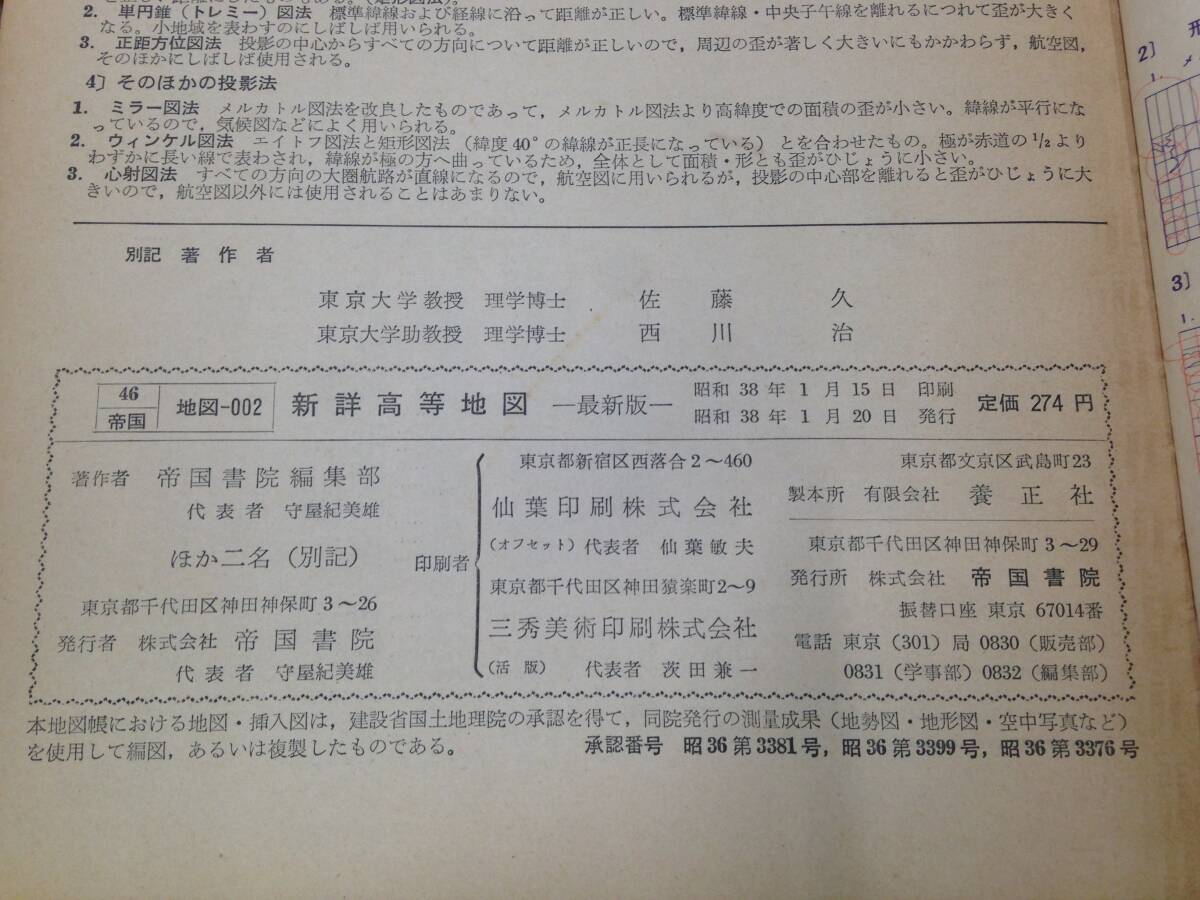 2. 単円錐（トレミー）図法　標準緯線および経線に沿って距離が正しい。標準緯線・中央子午線を離れるにつれて歪が大きく
なる。小地域を表わすのにしばしば用いられる。
3. 正距方位図法　投影の中心からすべての方向について距離が正しいので，周辺の歪が著しく大きいにもかかわらず，航空図，
そのほかにしばしば使用される。
4〕そのほかの投影法
1. ミラー図法　メルカトル図法を改良したものであって，メルカトル図法より高緯度での面積の歪が小さい。緯線が平行にな
っているので，気候図などによく用いられる。
2. ウィンケル図法　エイトフ図法と矩形図法（緯度40°の緯線が正長になっている）とを合わせたもの。極が赤道の1/2より
わずかに長い線で表わされ，緯線が極の方へ曲っているため，全体として面積・形とも歪がひじょうに小さい。
3. 心射図法　すべての方向の大圏航路が直線になるので，航空図に用いられるが，投影の中心部を離れると歪がひじょうに大
きいので，航空図以外には使用されることはあまりない。
別記　著作者
東京大学教授　理学博士　佐藤　久
東京大学助教授　理学博士　西川　治
46
帝国
地図-002
新詳高等地図　―最新版―
昭和38年1月15日　印刷
昭和38年1月20日　発行
定価 274 円
著作者　帝国書院編集部
代表者　守屋紀美雄
ほか二名（別記）
東京都千代田区神田神保町3～26
発行者　株式会社　帝国書院
代表者　守屋紀美雄
印刷者
東京都新宿区西落合2～460
仙葉印刷株式会社
（オフセット）代表者　仙葉敏夫
東京都千代田区神田猿楽町2～9
三秀美術印刷株式会社
（活版）　代表者　茨田兼一
東京都文京区武島町23
製本所　有限会社　養正社
東京都千代田区神田神保町3～29
発行所　株式会社　帝国書院
振替口座　東京 67014番
電話 東京（301）局 0830（販売部）
0831（学事部）0832（編集部）
本地図帳における地図・挿入図は，建設省国土地理院の承認を得て，同院発行の測量成果（地勢図・地形図・空中写真など）
を使用して編図，あるいは複製したものである。　承認番号　昭36第3381号，昭36第3399号，昭36第3376号
2〕
1.
3〕
1.